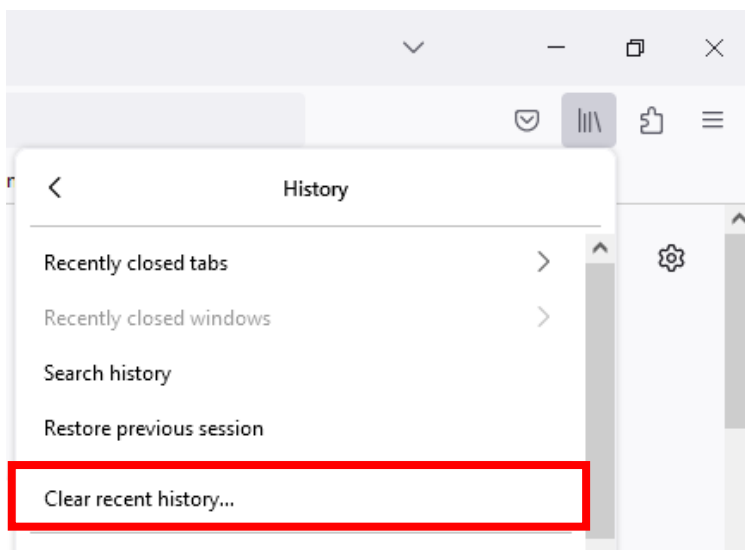 History
Recently closed tabs
Recently closed windows
Search history
Restore previous session
Clear recent history...